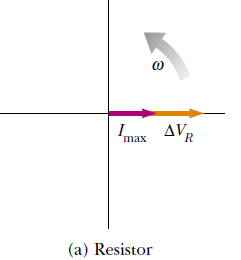 ω
I_max ΔV_R
(a) Resistor